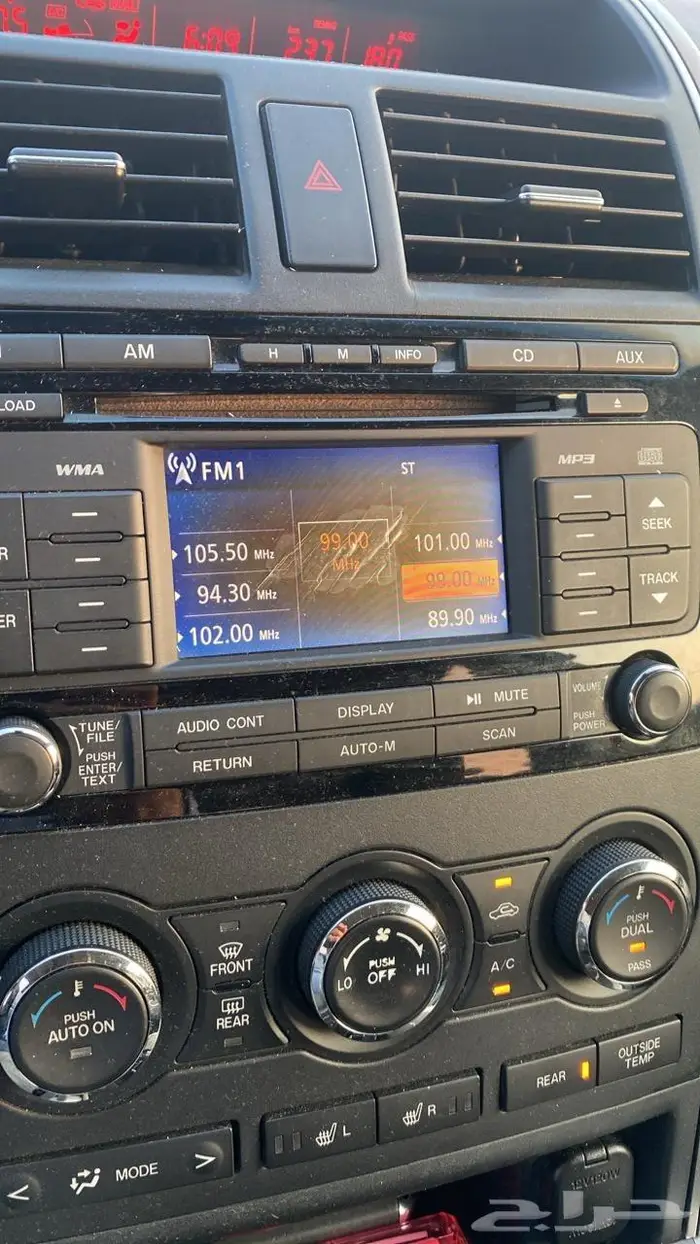 6:09
AM
H
M
INFO
CD
AUX
LOAD
WMA
MP3
FM1
ST
105.50 MHz
94.30 MHz
102.00 MHz
99.00
MHz
101.00 MHz
99.00 MHz
89.90 MHz
SEEK
TRACK
TUNE/
FILE
PUSH
ENTER/
TEXT
AUDIO CONT
DISPLAY
MUTE
RETURN
AUTO-M
SCAN
VOLUME
PUSH
POWER
PUSH
AUTO ON
FRONT
REAR
PUSH
OFF
LO
HI
A/C
PUSH
DUAL
PASS
REAR
OUTSIDE
TEMP
L
R
MODE
حراج